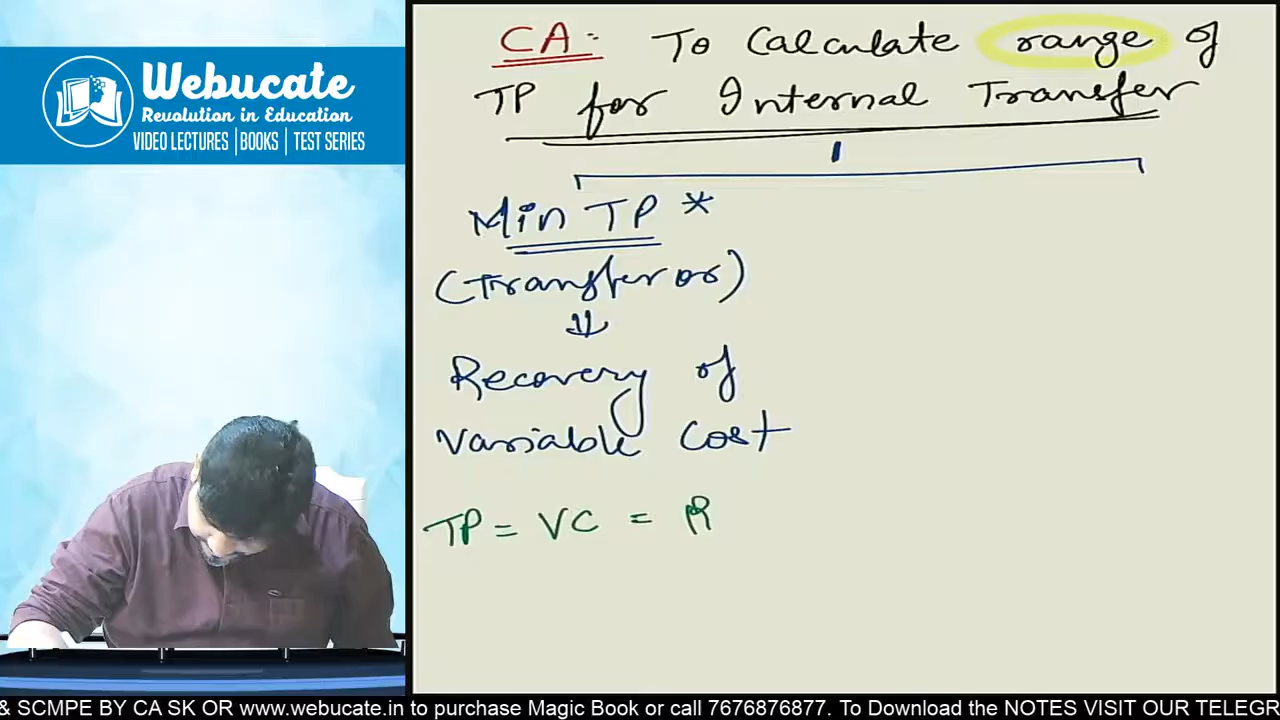 Webucate
Revolution in Education
VIDEO LECTURES | BOOKS | TEST SERIES
CA:- To Calculate range of
TP for Internal Transfer
Min TP *
(Transferor)
Recovery of
Variable Cost
TP = VC = R
& SCMPE BY CA SK OR www.webucate.in to purchase Magic Book or call 7676876877. To Download the NOTES VISIT OUR TELEGR